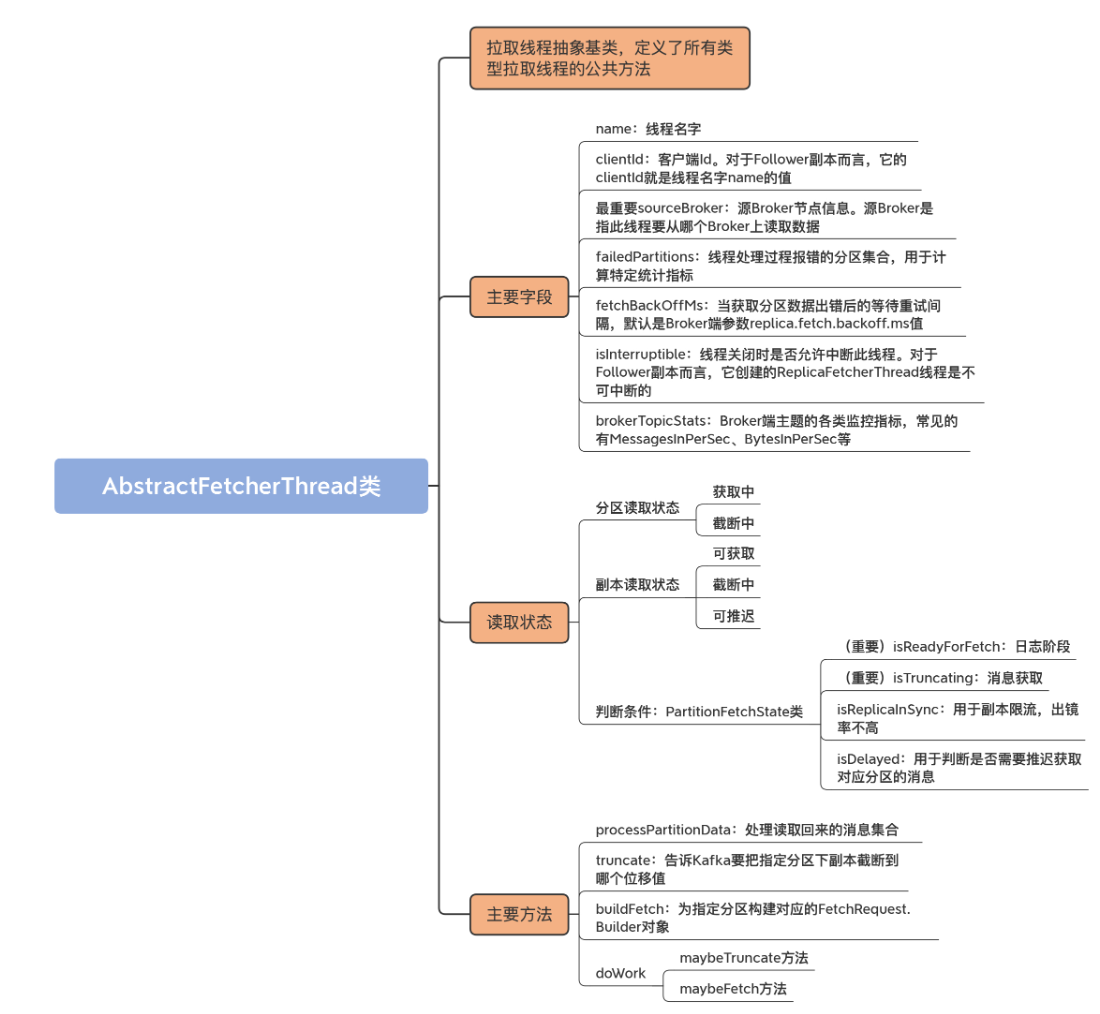 拉取线程抽象基类，定义了所有类
型拉取线程的公共方法
name：线程名字
clientId：客户端Id。对于Follower副本而言，它的
clientId就是线程名字name的值
最重要sourceBroker：源Broker节点信息。源Broker是
指此线程要从哪个Broker上读取数据
failedPartitions：线程处理过程报错的分区集合，用于计
算特定统计指标
主要字段
fetchBackOffMs：当获取分区数据出错后的等待重试间
隔，默认是Broker端参数replica.fetch.backoff.ms值
isInterruptible：线程关闭时是否允许中断此线程。对于
Follower副本而言，它创建的ReplicaFetcherThread线程是不
可中断的
brokerTopicStats：Broker端主题的各类监控指标，常见的
有MessagesInPerSec、BytesInPerSec等
AbstractFetcherThread类
分区读取状态
获取中
截断中
读取状态
副本读取状态
可获取
截断中
可推迟
判断条件：PartitionFetchState类
（重要）isReadyForFetch：日志阶段
（重要）isTruncating：消息获取
isReplicaInSync：用于副本限流，出镜
率不高
isDelayed：用于判断是否需要推迟获取
对应分区的消息
主要方法
processPartitionData：处理读取回来的消息集合
truncate：告诉Kafka要把指定分区下副本截断到
哪个位移值
buildFetch：为指定分区构建对应的FetchRequest.
Builder对象
doWork
maybeTruncate方法
maybeFetch方法